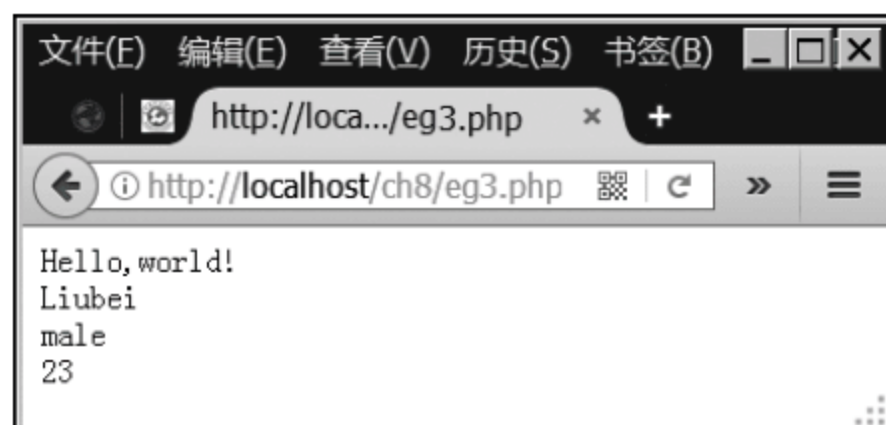 文件(F) 编辑(E) 查看(V) 历史(S) 书签(B)
http://loca.../eg3.php
http://localhost/ch8/eg3.php
Hello,world!
Liubei
male
23